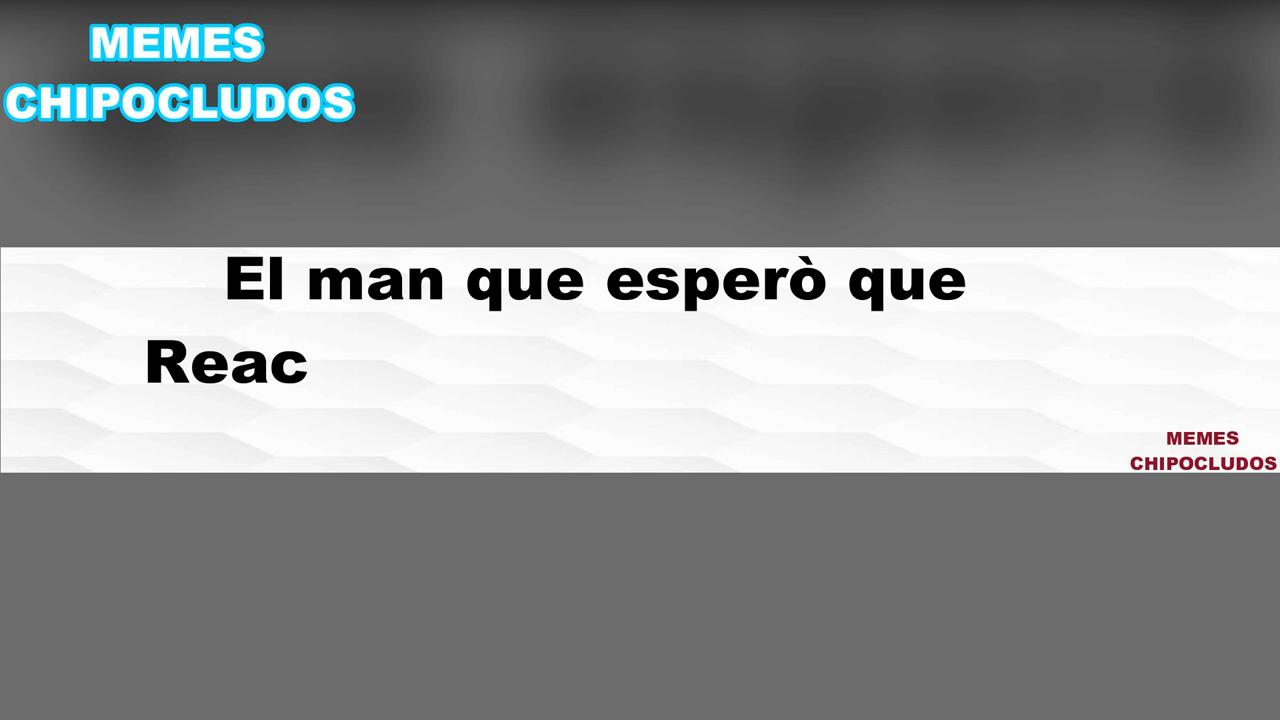 MEMES
CHIPOCLUDOS
El man que esperò que
Reac
MEMES
CHIPOCLUDOS